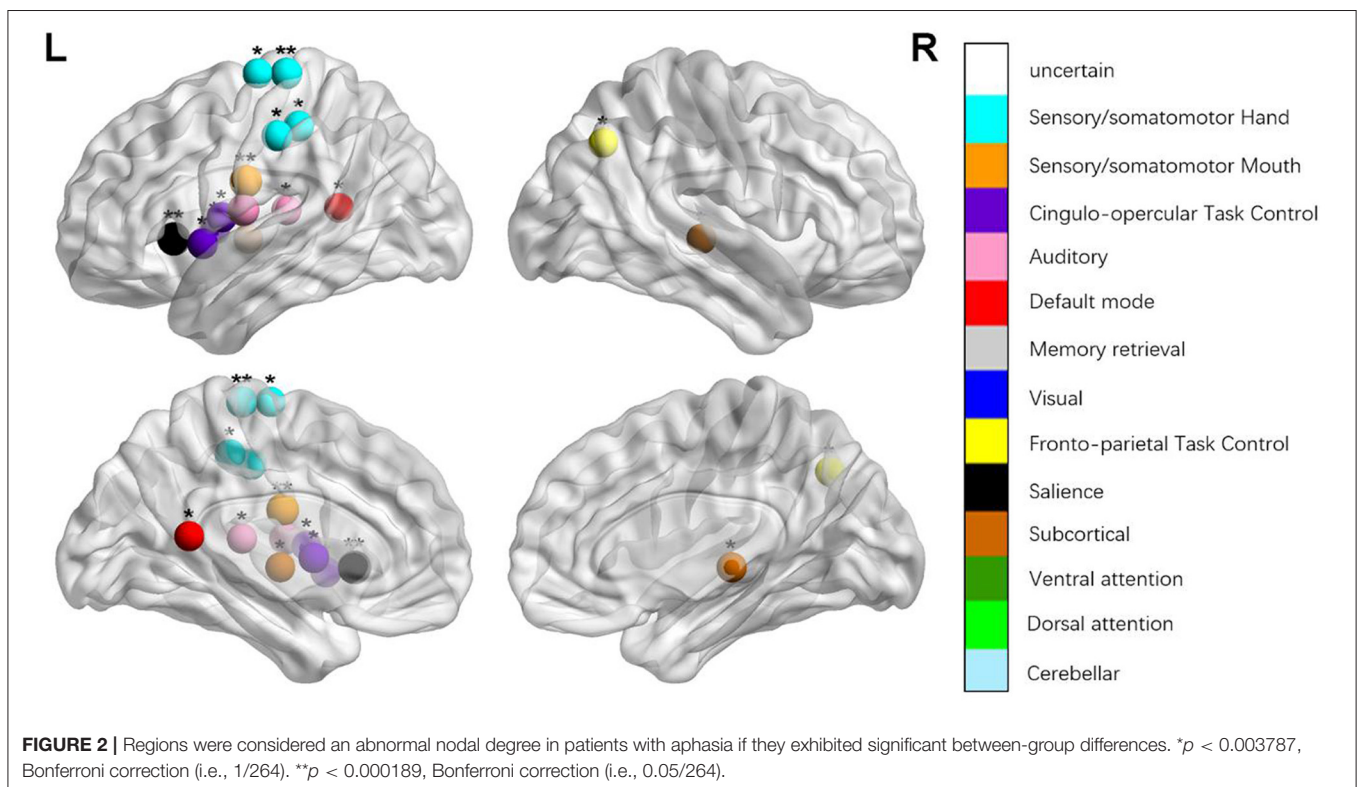 L
R
* **
* *
**
* *
*
*
**
*
uncertain
Sensory/somatomotor Hand
Sensory/somatomotor Mouth
Cingulo-opercular Task Control
Auditory
Default mode
Memory retrieval
Visual
Fronto-parietal Task Control
Salience
Subcortical
Ventral attention
Dorsal attention
Cerebellar
** *
*
**
* * *
* *
**
*
FIGURE 2 | Regions were considered an abnormal nodal degree in patients with aphasia if they exhibited significant between-group differences. *p < 0.003787,
Bonferroni correction (i.e., 1/264). **p < 0.000189, Bonferroni correction (i.e., 0.05/264).